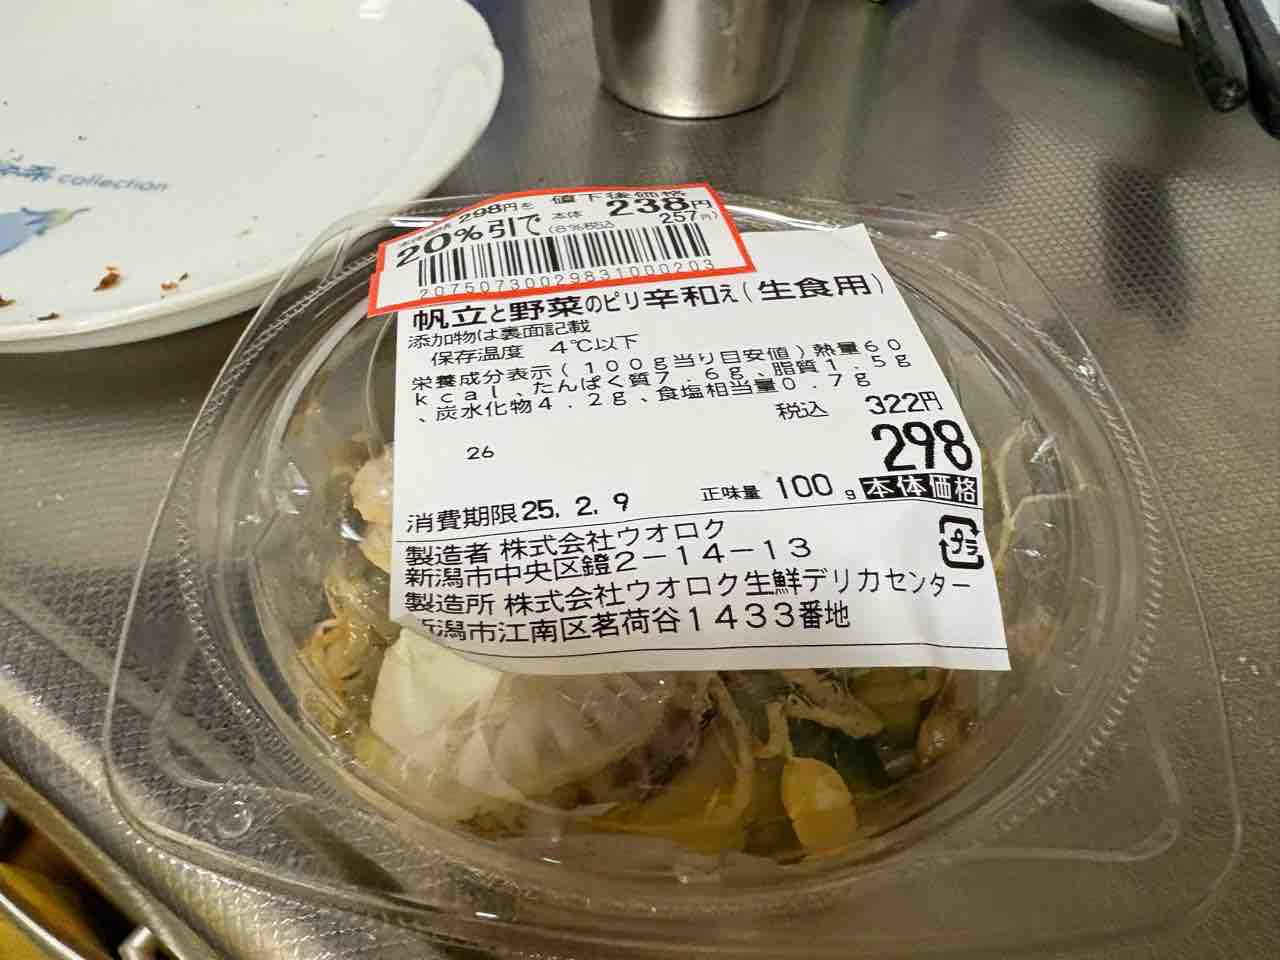 collection
298円を 値下後価格
20%引で 本体 238円
(8%税込 257円)
20750730029831000203
帆立と野菜のピリ辛和え(生食用)
添加物は裏面記載
保存温度 4℃以下
栄養成分表示(100g当り目安値)熱量60
kcal、たんぱく質7.6g、脂質1.5g
、炭水化物4.2g、食塩相当量0.7g
税込 322円
26
298
消費期限25.2.9 正味量 100g 本体価格
製造者 株式会社ウオロク
新潟市中央区鐙2-14-13
プラ
製造所 株式会社ウオロク生鮮デリカセンター
新潟市江南区茗荷谷1433番地